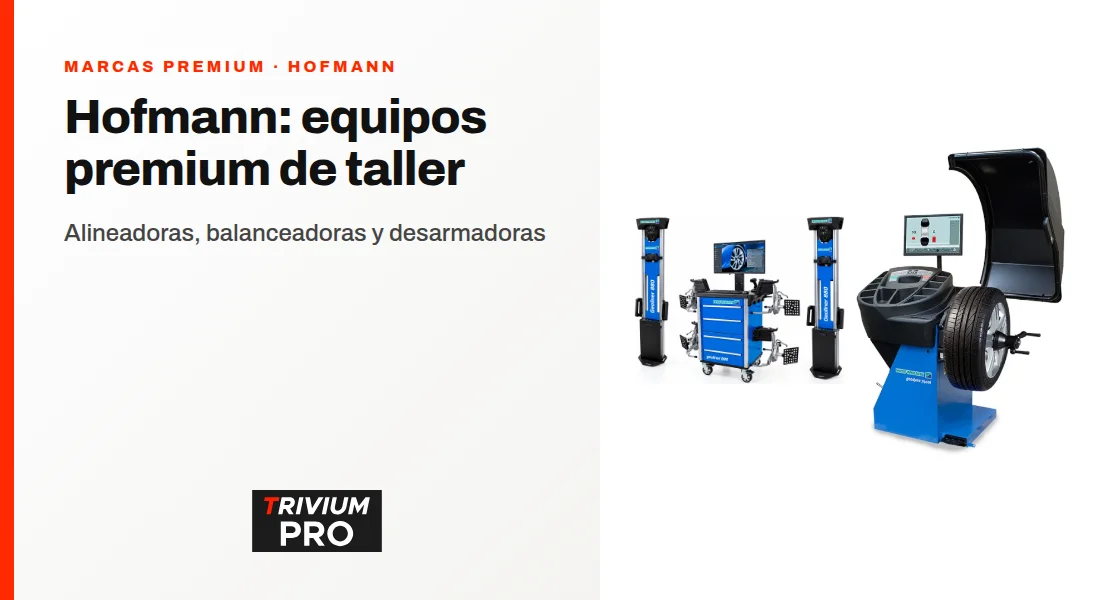 MARCAS PREMIUM · HOFMANN
Hofmann: equipos
premium de taller
Alineadoras, balanceadoras y desarmadoras
TRIVIUM
PRO